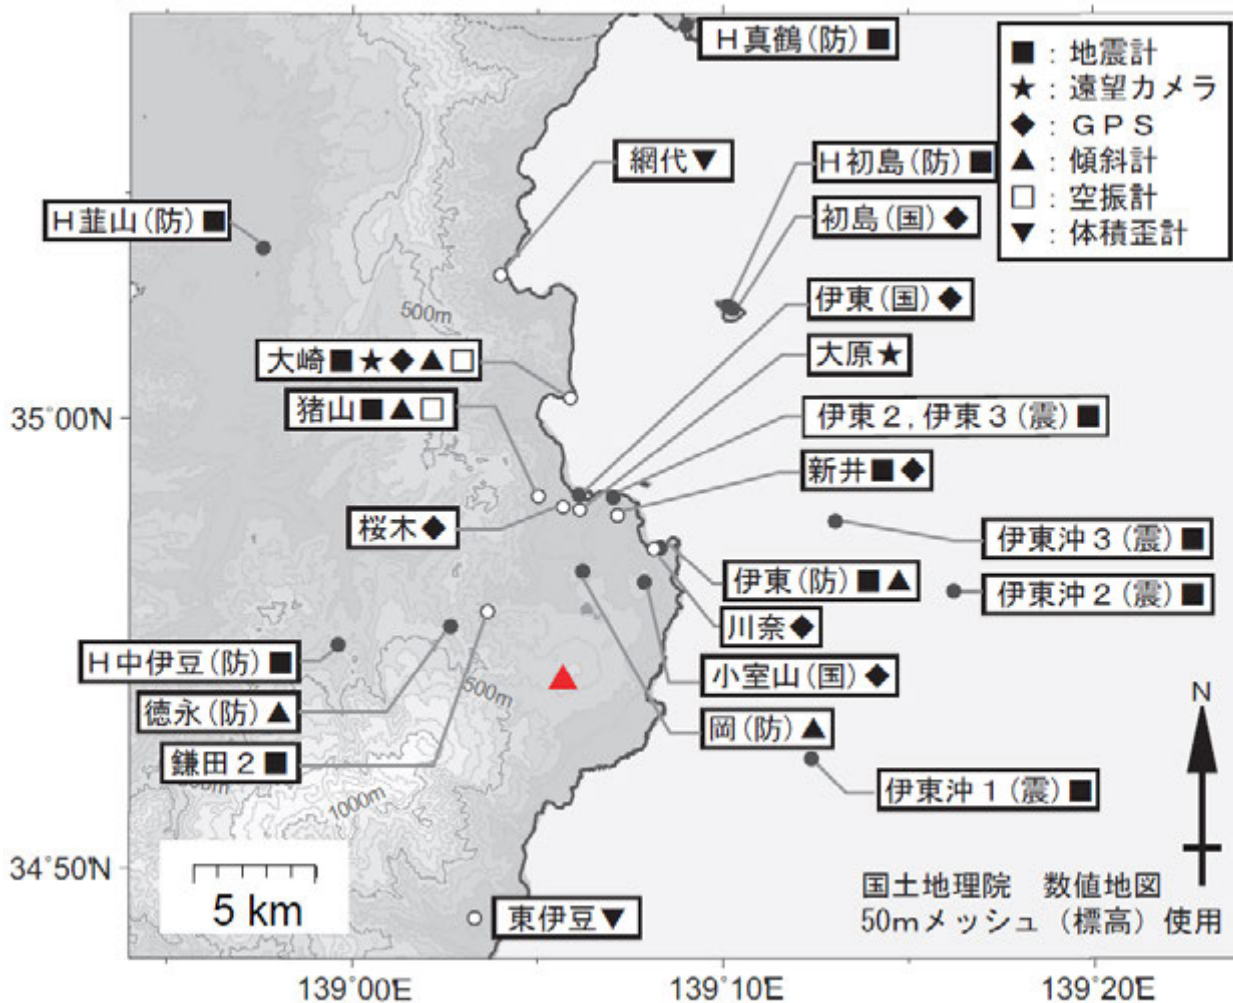 H真鶴(防)■
■:地震計
★:遠望カメラ
◆:GPS
▲:傾斜計
□:空振計
▼:体積歪計
網代▼
H初島(防)■
H韮山(防)■
初島(国)◆
伊東(国)◆
500m
大崎■★◆▲□
大原★
猪山■▲□
35°00'N
伊東2,伊東3(震)■
新井■◆
桜木◆
伊東沖3(震)■
伊東(防)■▲
伊東沖2(震)■
川奈◆
H中伊豆(防)■
小室山(国)◆
500m
N
徳永(防)▲
岡(防)▲
鎌田2■
伊東沖1(震)■
1000m
34°50'N
5 km
国土地理院 数値地図
50mメッシュ(標高)使用
東伊豆▼
139°00'E
139°10'E
139°20'E